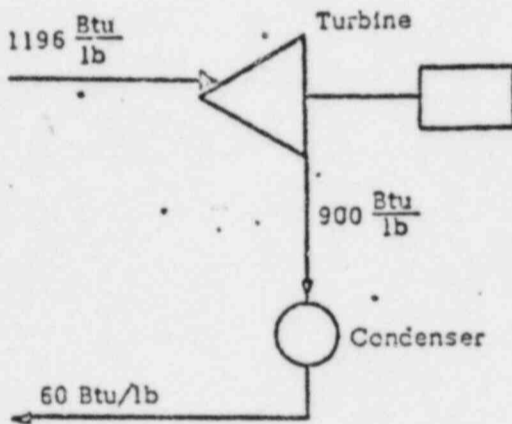 Turbine
1196 Btu/lb
900 Btu/lb
Condenser
60 Btu/lb